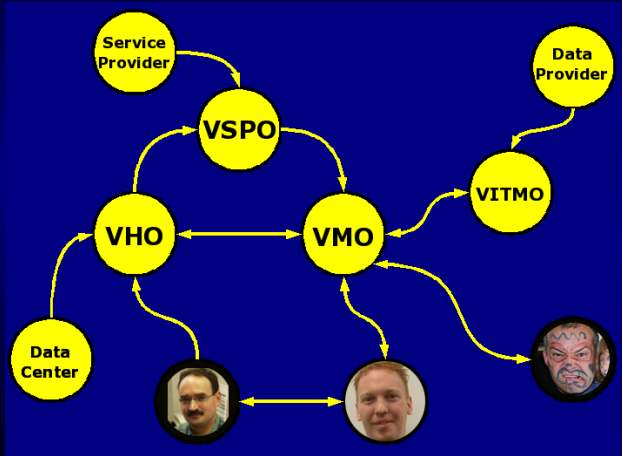 Service
Provider
Data
Provider
VSPO
VITMO
VHO
VMO
Data
Center